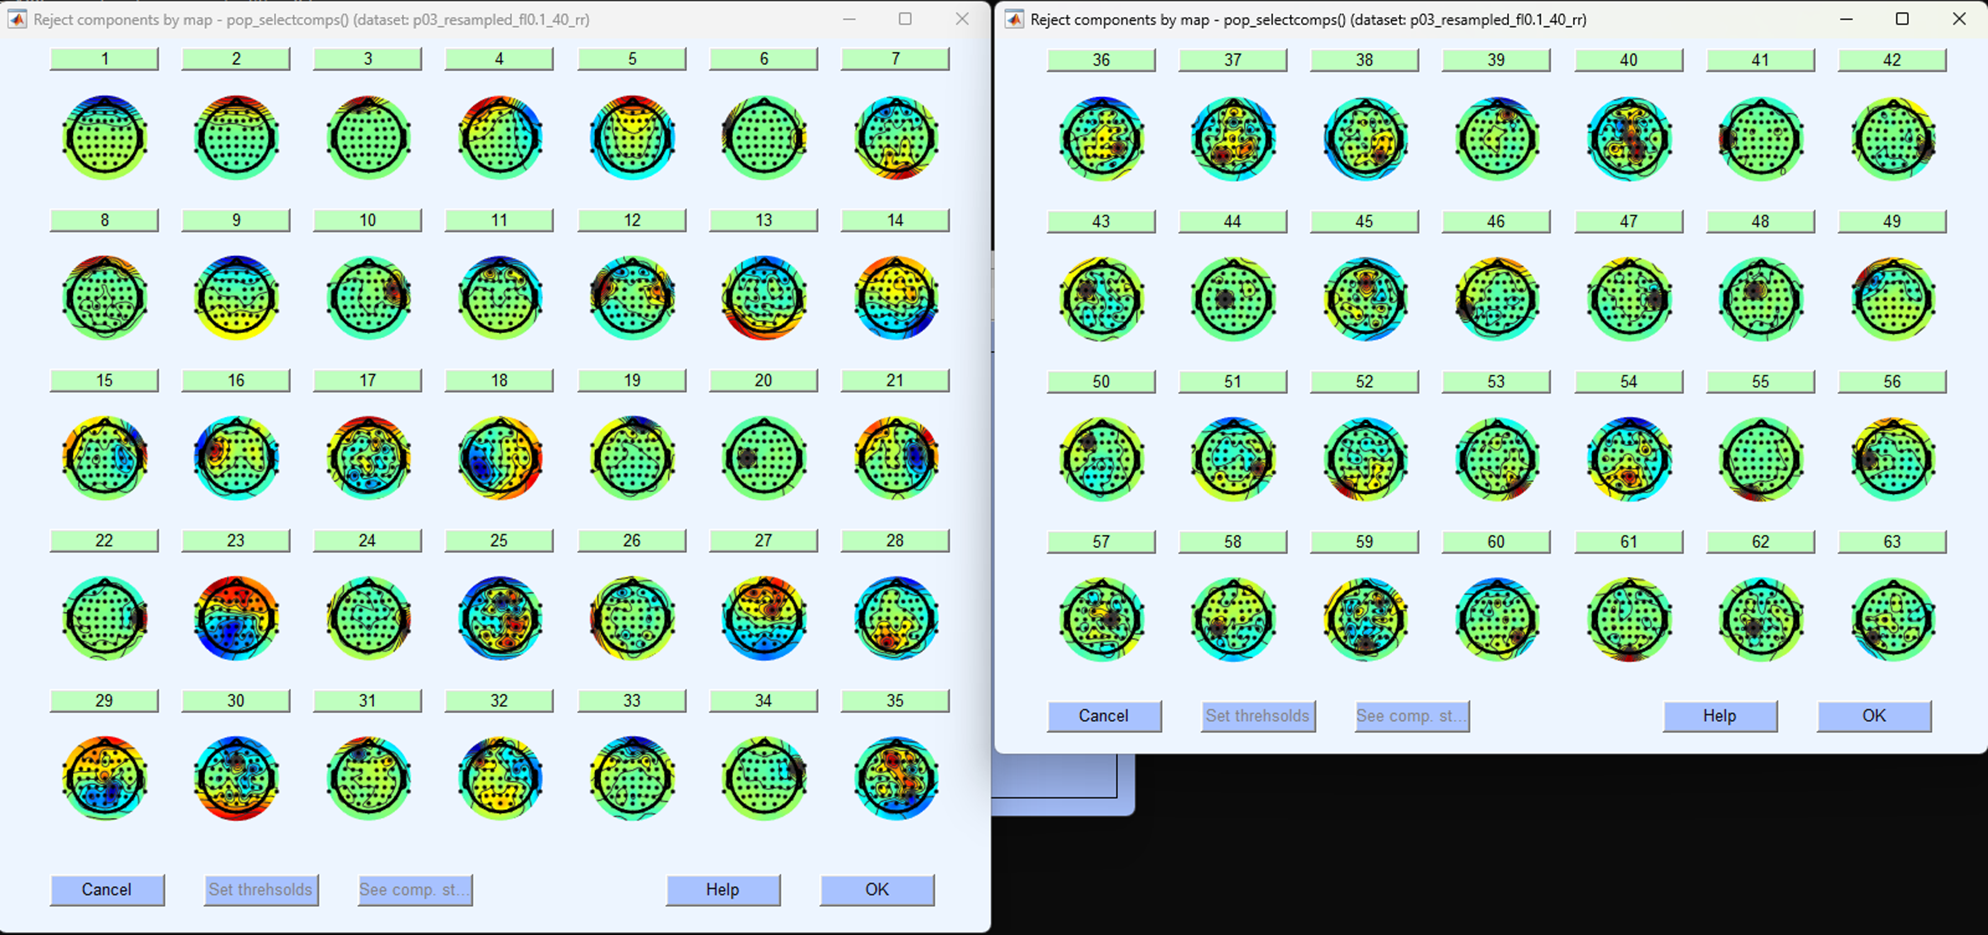 Reject components by map - pop_selectcomps() (dataset: p03_resampled_fl0.1_40_rr)
1 2 3 4 5 6 7
8 9 10 11 12 13 14
15 16 17 18 19 20 21
22 23 24 25 26 27 28
29 30 31 32 33 34 35
Cancel Set threhsolds See comp. st... Help OK
Reject components by map - pop_selectcomps() (dataset: p03_resampled_fl0.1_40_rr)
36 37 38 39 40 41 42
43 44 45 46 47 48 49
50 51 52 53 54 55 56
57 58 59 60 61 62 63
Cancel Set threhsolds See comp. st... Help OK